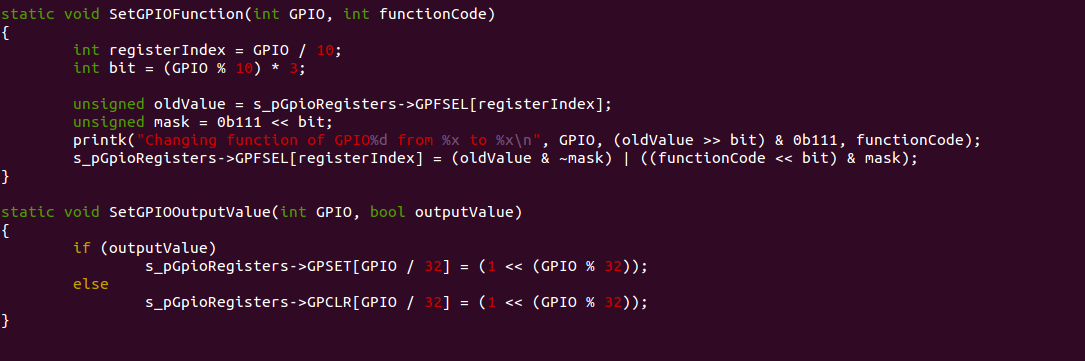 static void SetGPIOFunction(int GPIO, int functionCode)
{
        int registerIndex = GPIO / 10;
        int bit = (GPIO % 10) * 3;

        unsigned oldValue = s_pGpioRegisters->GPFSEL[registerIndex];
        unsigned mask = 0b111 << bit;
        printk("Changing function of GPIO%d from %x to %x\n", GPIO, (oldValue >> bit) & 0b111, functionCode);
        s_pGpioRegisters->GPFSEL[registerIndex] = (oldValue & ~mask) | ((functionCode << bit) & mask);
}

static void SetGPIOOutputValue(int GPIO, bool outputValue)
{
        if (outputValue)
                s_pGpioRegisters->GPSET[GPIO / 32] = (1 << (GPIO % 32));
        else
                s_pGpioRegisters->GPCLR[GPIO / 32] = (1 << (GPIO % 32));
}